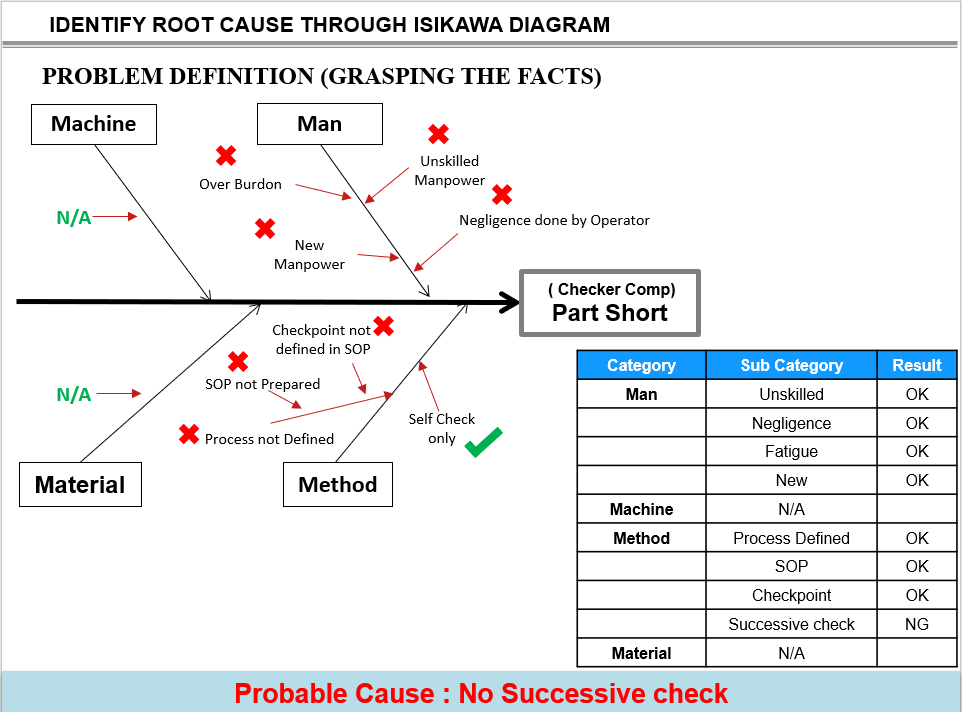 IDENTIFY ROOT CAUSE THROUGH ISIKAWA DIAGRAM
PROBLEM DEFINITION (GRASPING THE FACTS)
Machine
Man
Unskilled
Manpower
Over Burdon
N/A
Negligence done by Operator
New
Manpower
( Checker Comp)
Part Short
Checkpoint not
defined in SOP
SOP not Prepared
N/A
Self Check
only
Process not Defined
Material
Method
Category Sub Category Result
Man Unskilled OK
Negligence OK
Fatigue OK
New OK
Machine N/A
Method Process Defined OK
SOP OK
Checkpoint OK
Successive check NG
Material N/A
Probable Cause : No Successive check